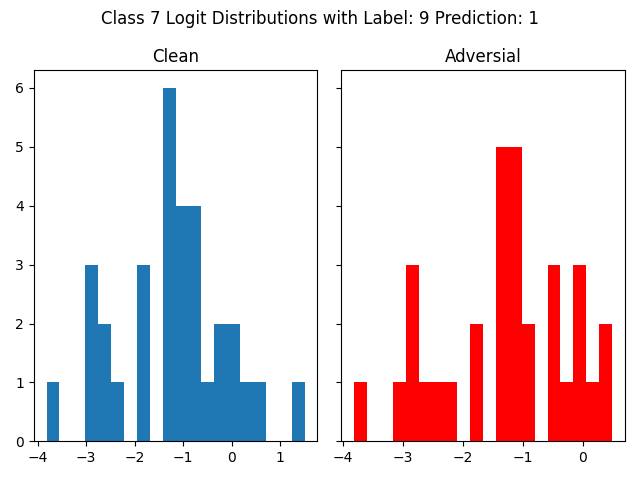 Class 7 Logit Distributions with Label: 9 Prediction: 1
Clean
Adversial
6
5
4
3
2
1
0
−4 −3 −2 −1 0 1
−4 −3 −2 −1 0